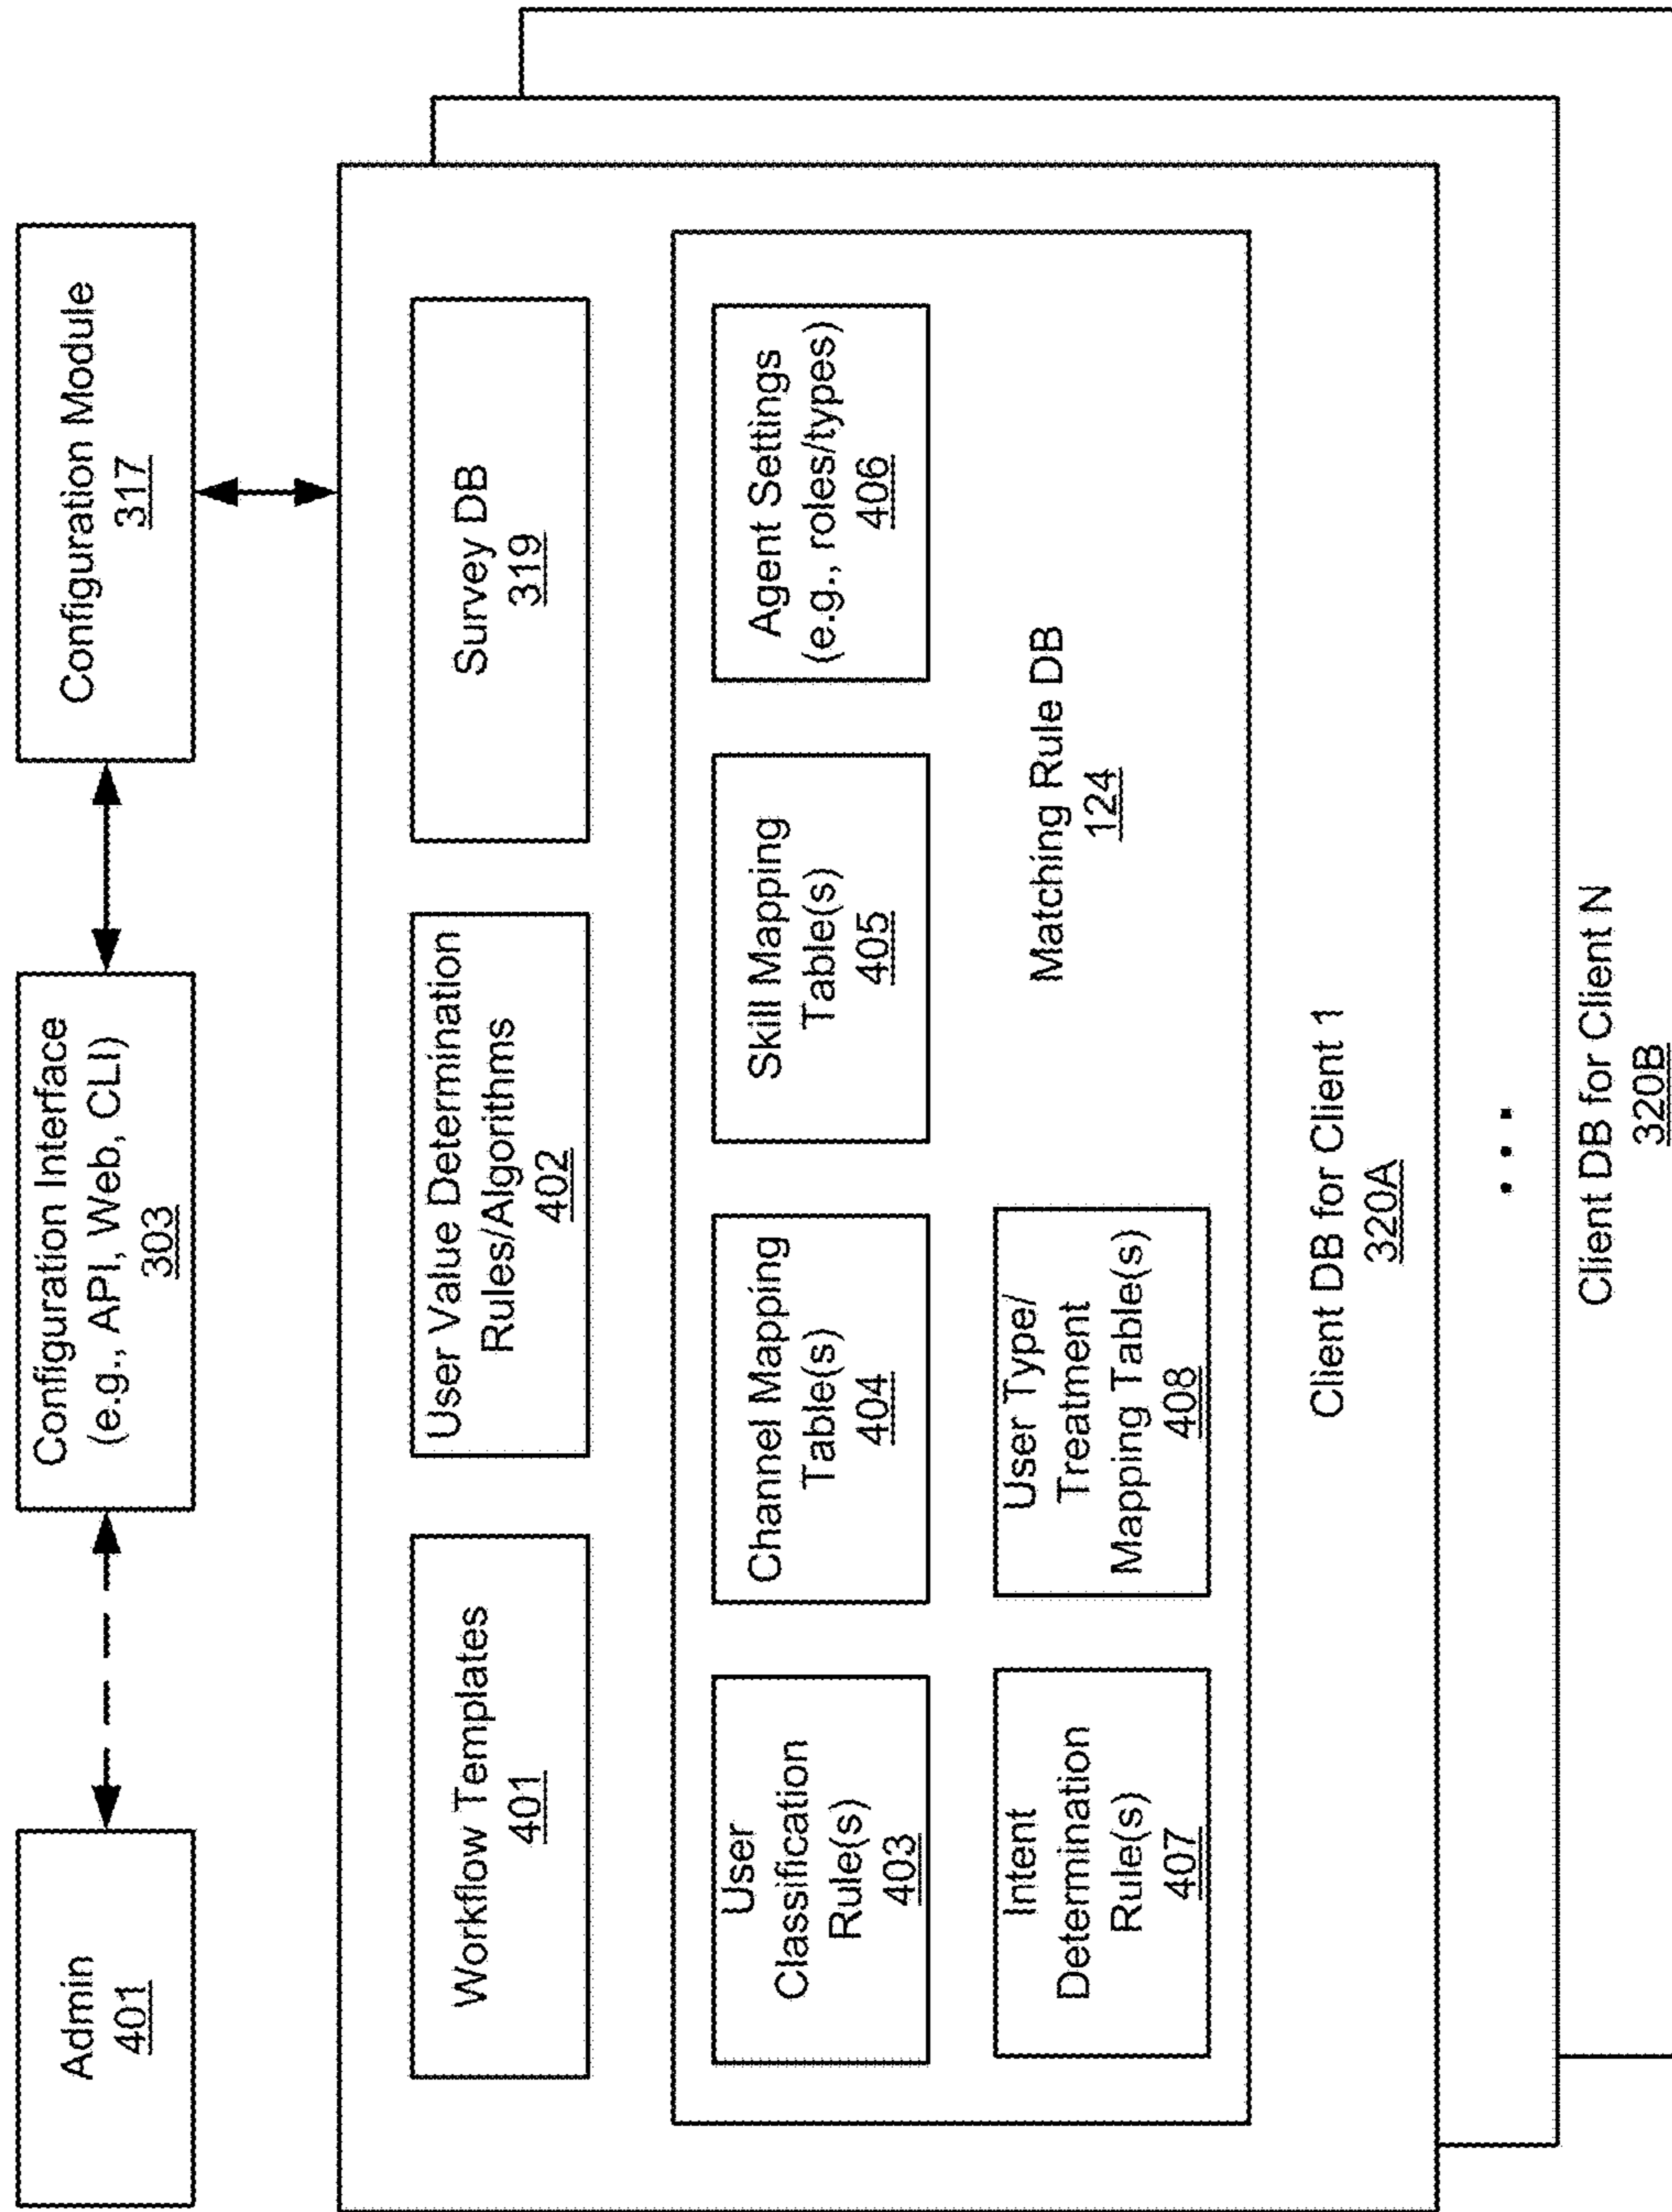 Admin
401
Configuration Interface
(e.g., API, Web, CLI)
303
Configuration Module
317
Workflow Templates
401
User Value Determination
Rules/Algorithms
402
Survey DB
319
User
Classification
Rule(s)
403
Channel Mapping
Table(s)
404
Skill Mapping
Table(s)
405
Agent Settings
(e.g., roles/types)
406
Intent
Determination
Rule(s)
407
User Type/
Treatment
Mapping Table(s)
408
Matching Rule DB
124
Client DB for Client 1
320A
...
Client DB for Client N
320B